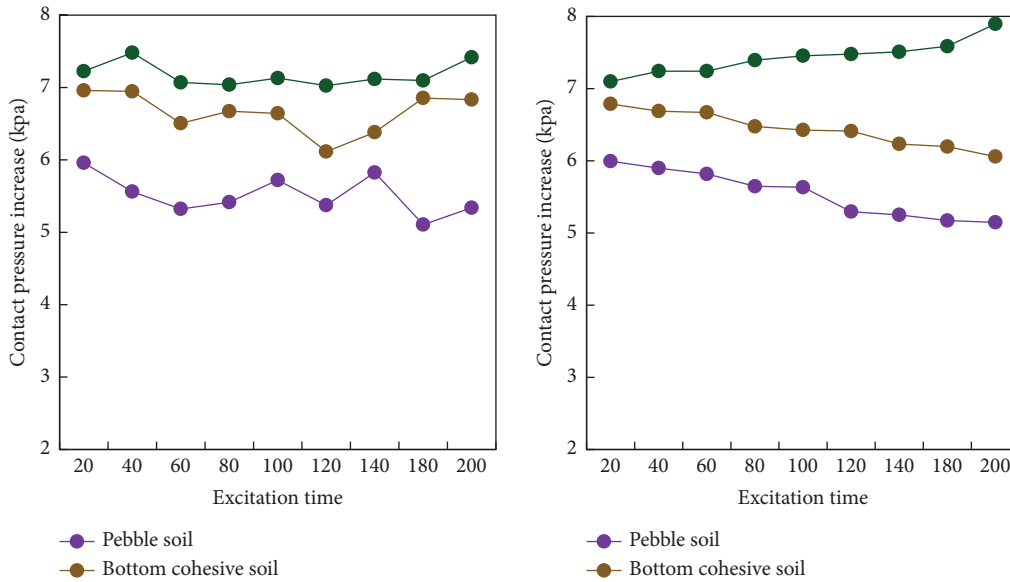 8
7
6
5
4
3
2
Contact pressure increase (kpa)
20 40 60 80 100 120 140 180 200
Excitation time
Pebble soil
Bottom cohesive soil
8
7
6
5
4
3
2
Contact pressure increase (kpa)
20 40 60 80 100 120 140 180 200
Excitation time
Pebble soil
Bottom cohesive soil